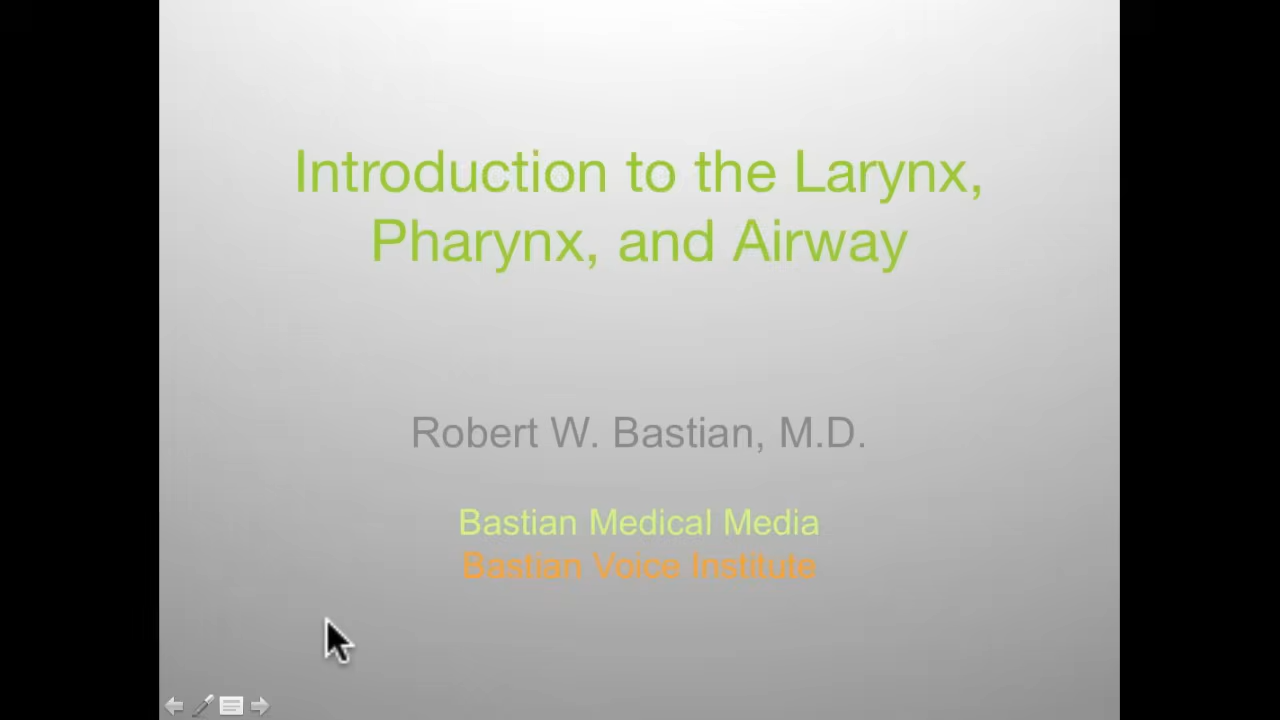 Introduction to the Larynx,
Pharynx, and Airway
Robert W. Bastian, M.D.
Bastian Medical Media
Bastian Voice Institute